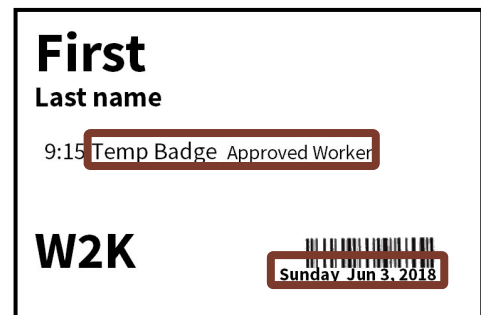 First
Last name
9:15 Temp Badge Approved Worker
W2K
Sunday Jun 3, 2018